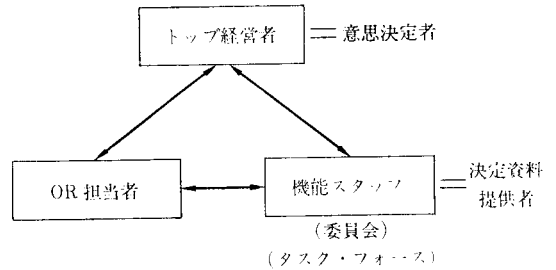 トップ経営者
意思決定者
OR担当者
機能スタッフ
決定資料
提供者
(委員会)
(タスク・フォース)